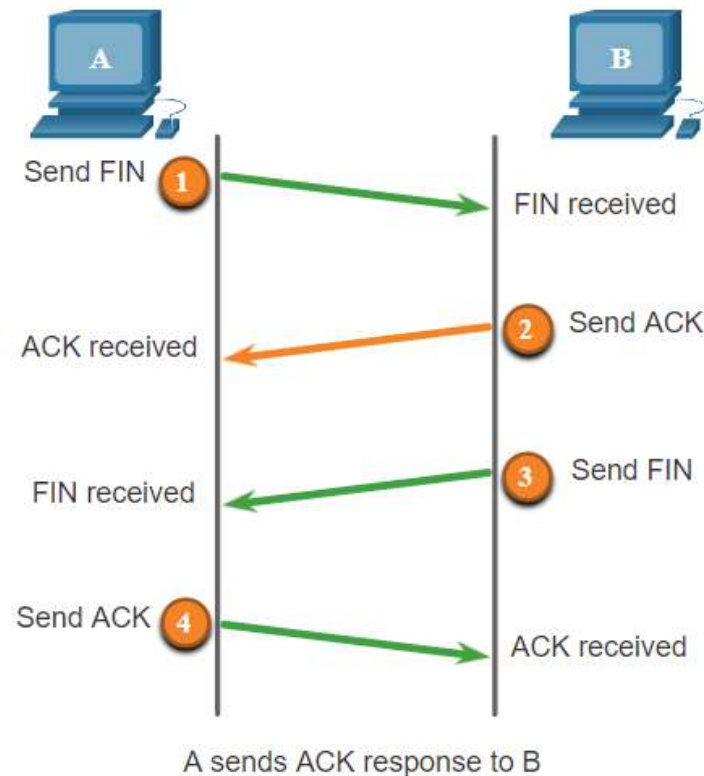 A
B
Send FIN
1
FIN received
2
Send ACK
ACK received
3
Send FIN
FIN received
Send ACK
4
ACK received
A sends ACK response to B